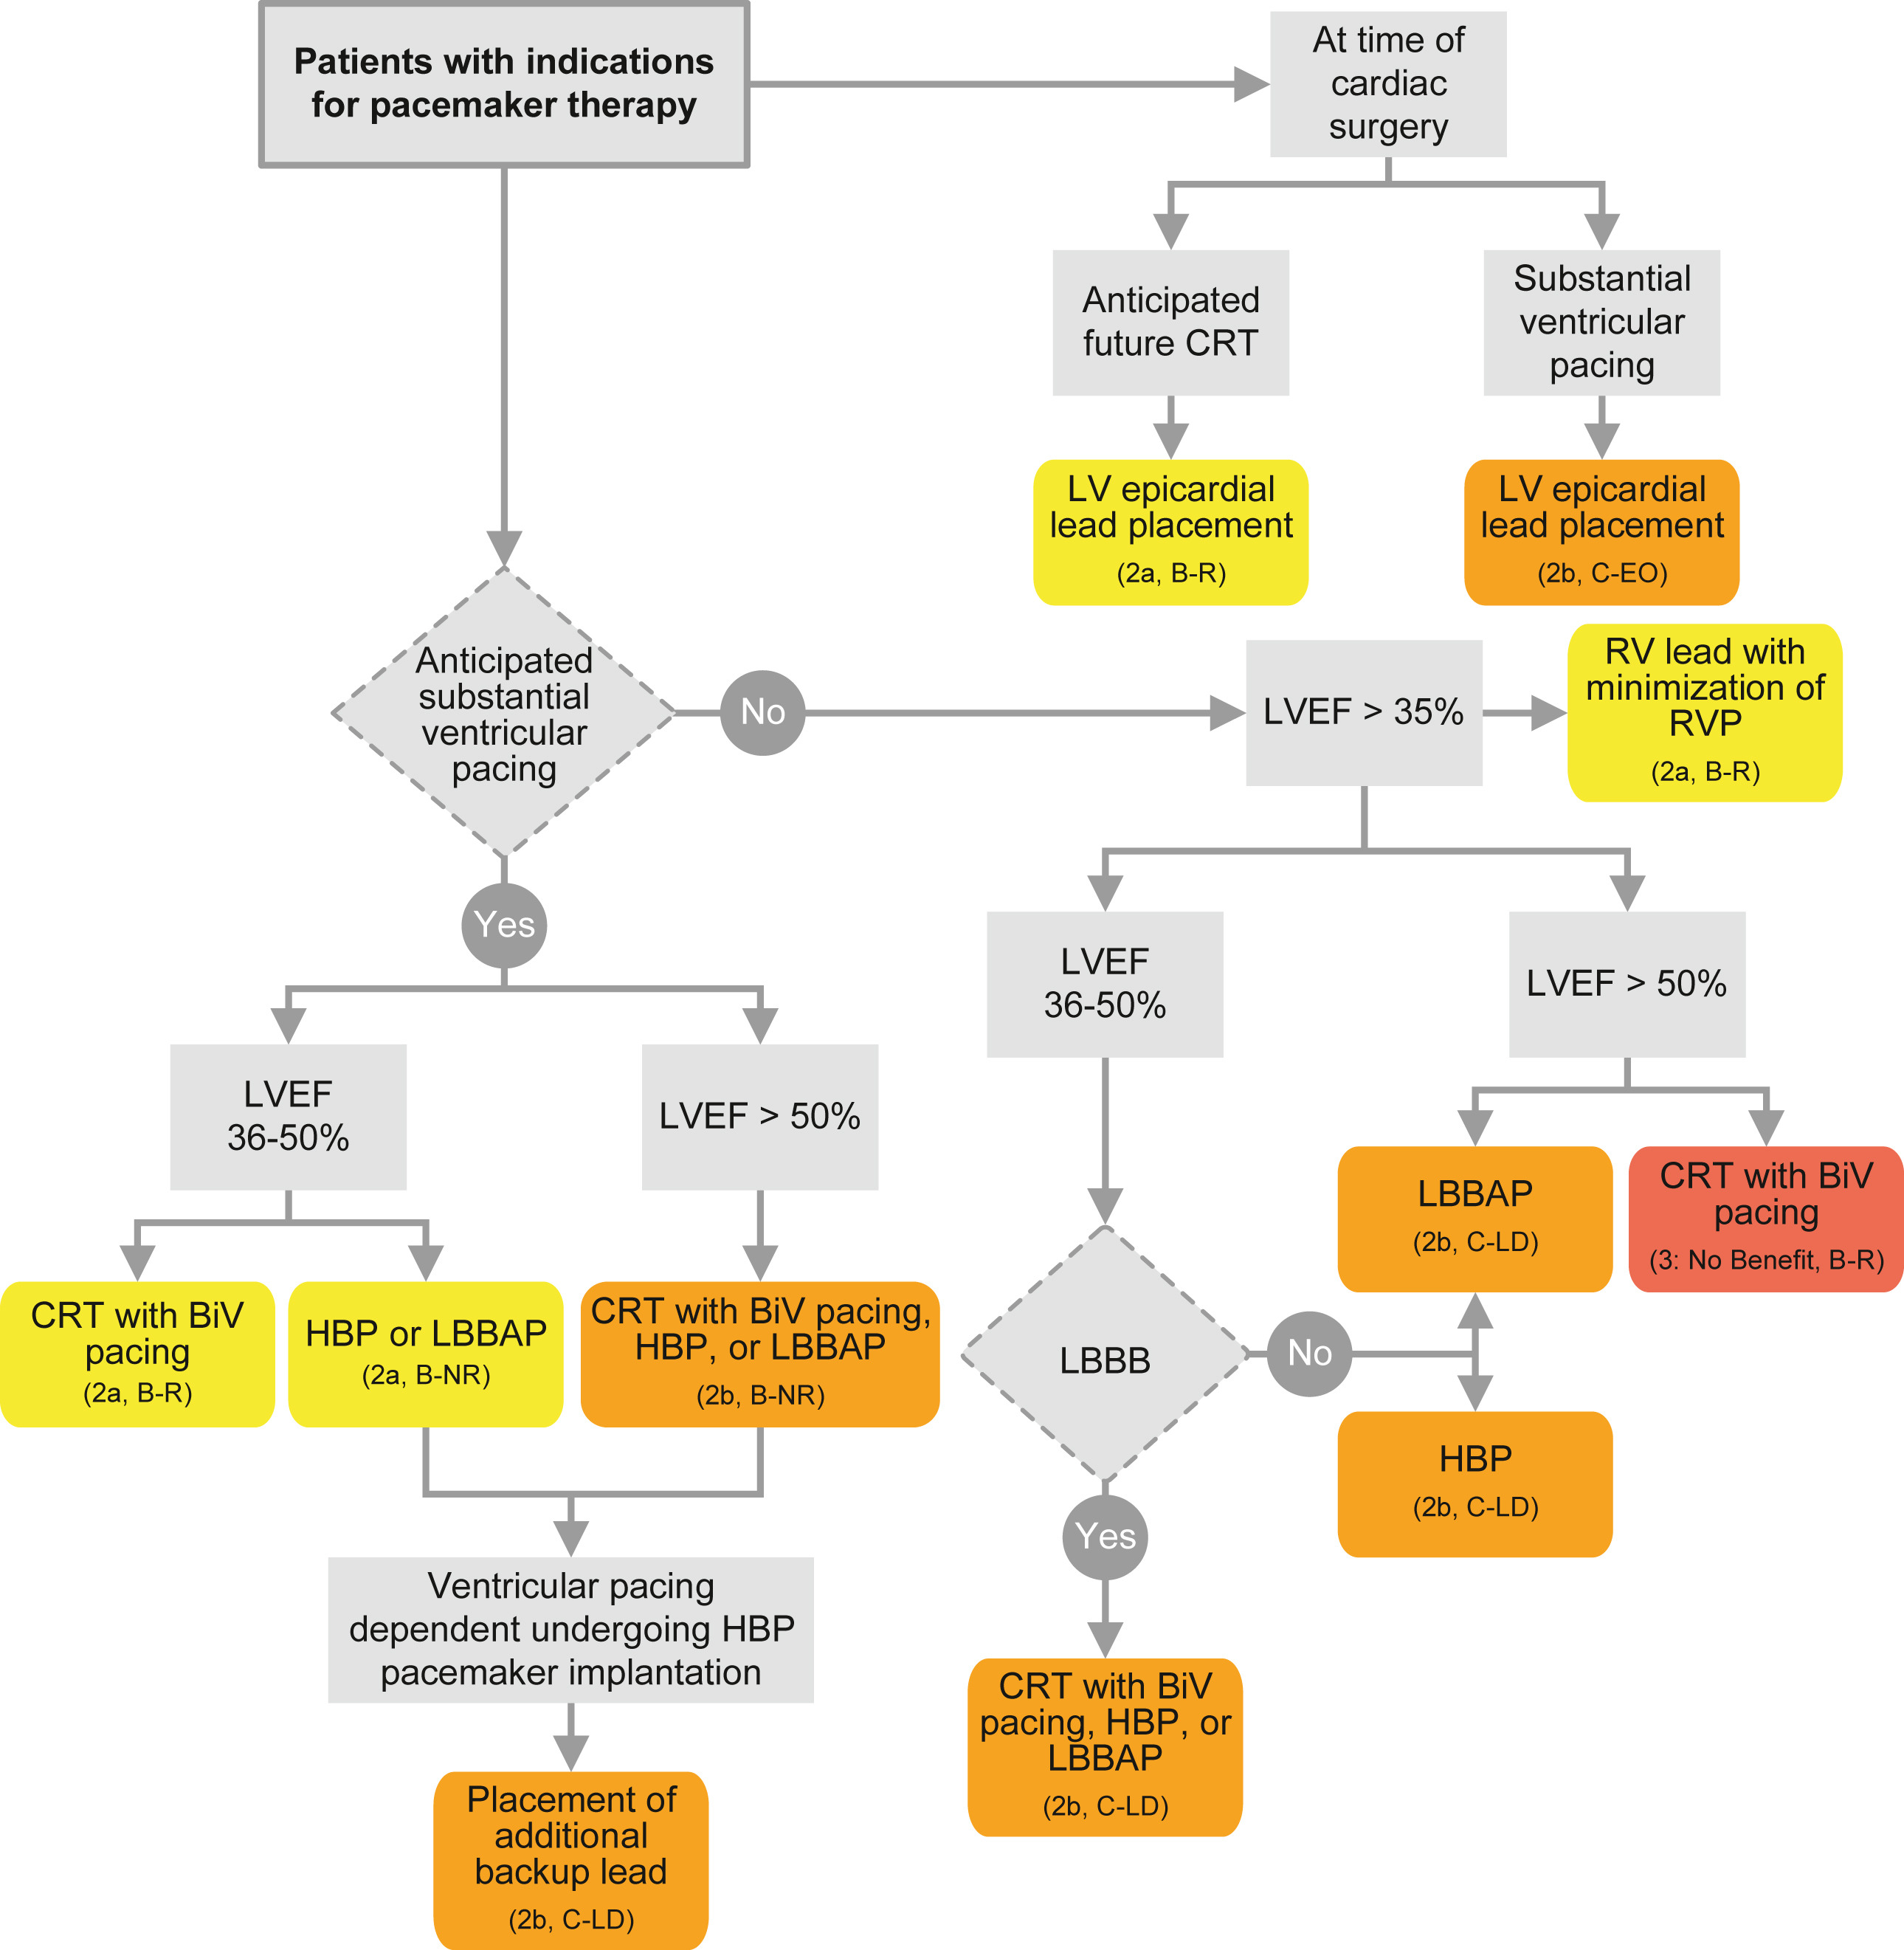 Patients with indications
for pacemaker therapy
At time of
cardiac
surgery
Anticipated
future CRT
Substantial
ventricular
pacing
LV epicardial
lead placement
(2a, B-R)
LV epicardial
lead placement
(2b, C-EO)
Anticipated
substantial
ventricular
pacing
No
LVEF > 35%
RV lead with
minimization of
RVP
(2a, B-R)
Yes
LVEF
36-50%
LVEF > 50%
LVEF
36-50%
LVEF > 50%
CRT with BiV
pacing
(2a, B-R)
HBP or LBBAP
(2a, B-NR)
CRT with BiV pacing,
HBP, or LBBAP
(2b, B-NR)
LBBB
No
LBBAP
(2b, C-LD)
CRT with BiV
pacing
(3: No Benefit, B-R)
HBP
(2b, C-LD)
Yes
Ventricular pacing
dependent undergoing HBP
pacemaker implantation
CRT with BiV
pacing, HBP, or
LBBAP
(2b, C-LD)
Placement of
additional
backup lead
(2b, C-LD)